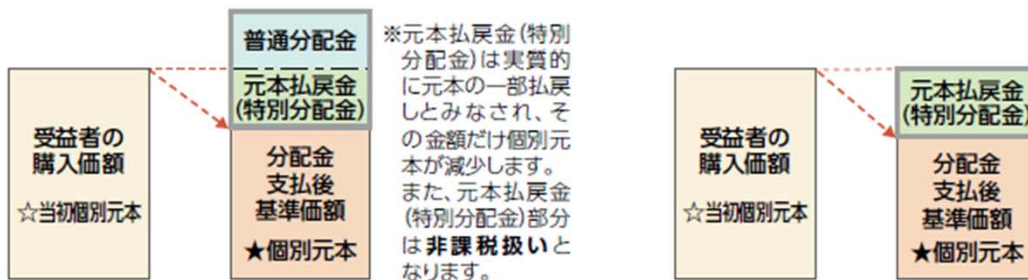 受益者の
購入価額
☆当初個別元本
普通分配金
元本払戻金
(特別分配金)
分配金
支払後
基準価額
★個別元本
※元本払戻金(特別
分配金)は実質的
に元本の一部払戻
しとみなされ、そ
の金額だけ個別元
本が減少します。
また、元本払戻金
(特別分配金)部分
は非課税扱いと
なります。
受益者の
購入価額
☆当初個別元本
元本払戻金
(特別分配金)
分配金
支払後
基準価額
★個別元本